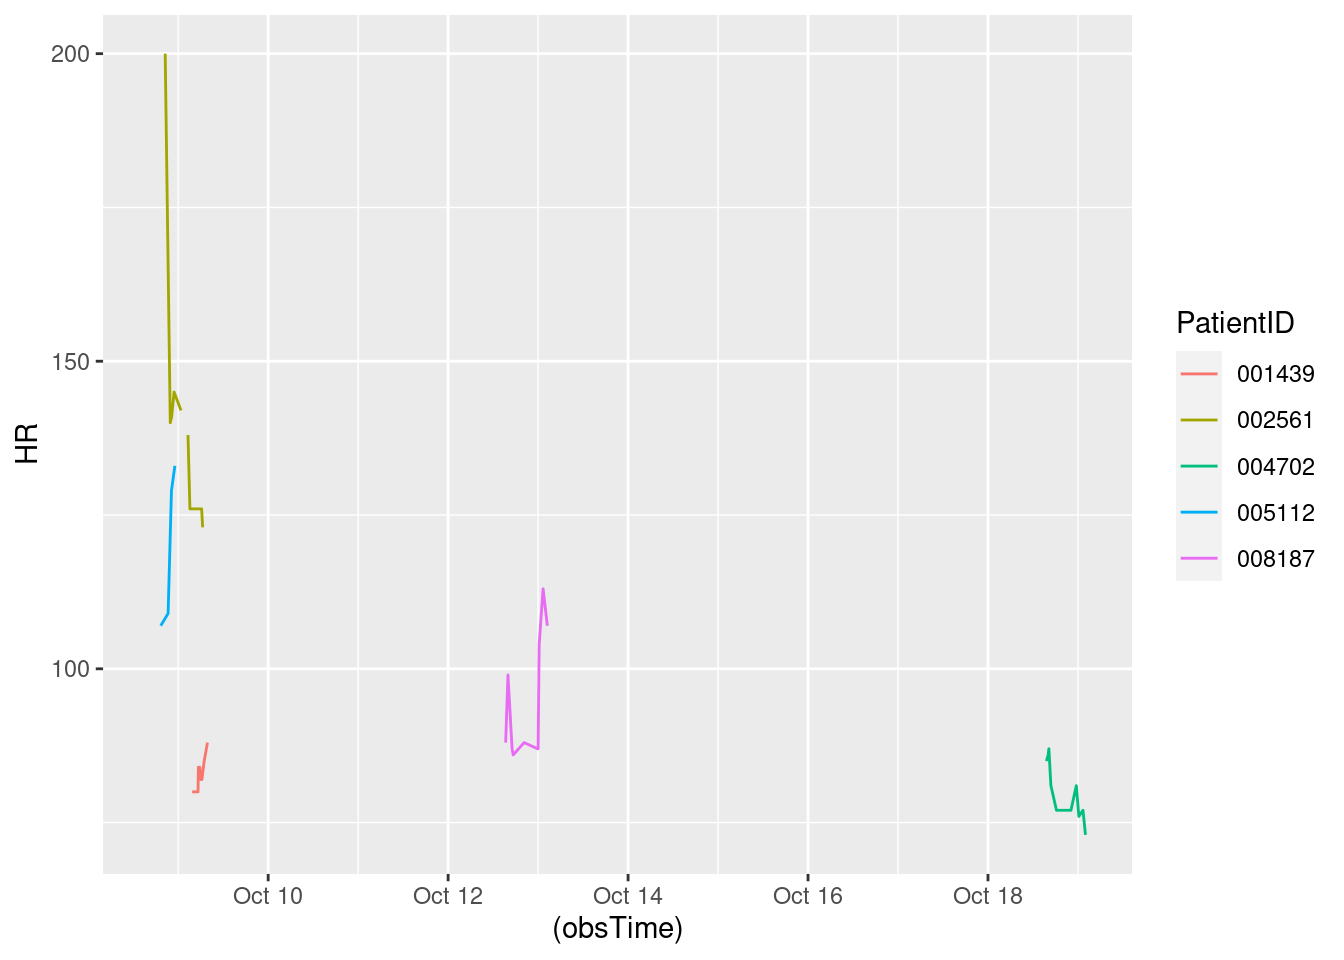 200
150
100
HR
Oct 10
Oct 12
Oct 14
Oct 16
Oct 18
(obsTime)
PatientID
001439
002561
004702
005112
008187